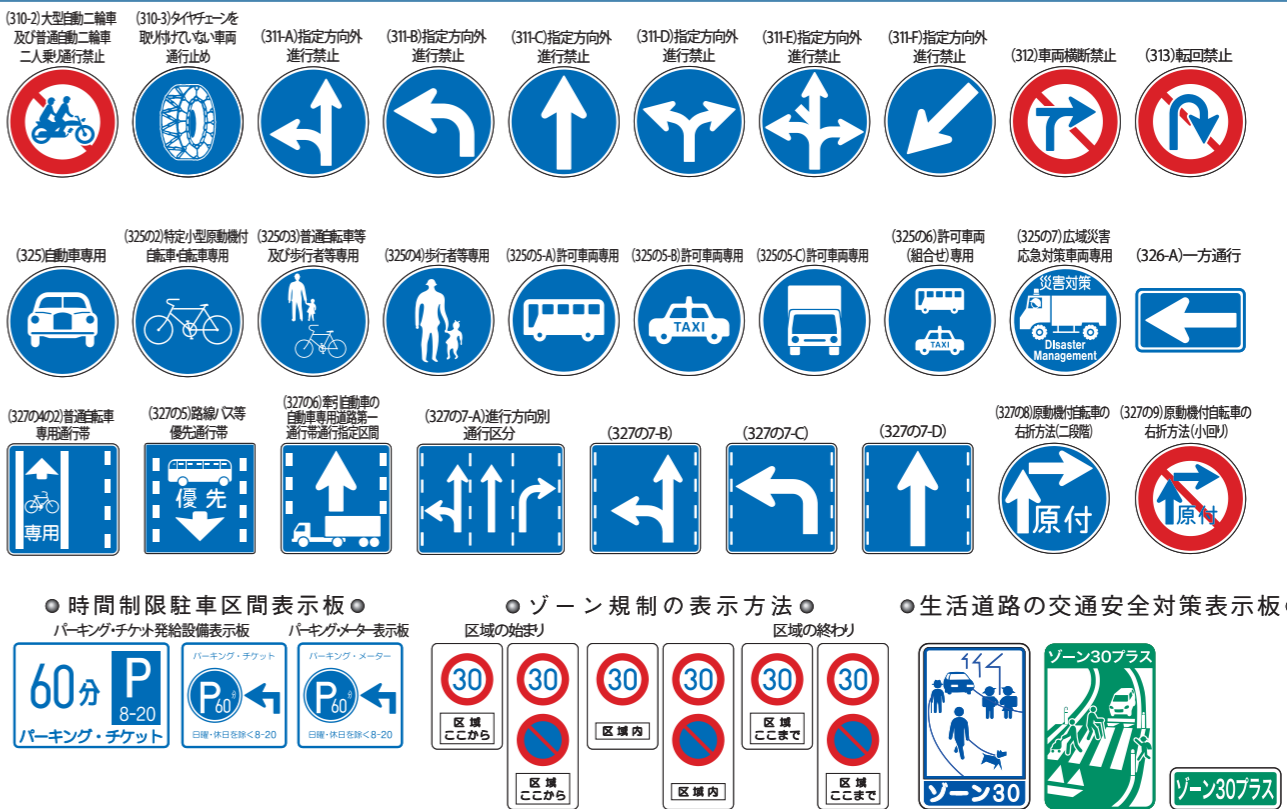 (310-2)大型自動二輪車
及び普通自動二輪車
二人乗り通行禁止
(310-3)タイヤチェーンを
取り付けていない車両
通行止め
(311-A)指定方向外
進行禁止
(311-B)指定方向外
進行禁止
(311-C)指定方向外
進行禁止
(311-D)指定方向外
進行禁止
(311-E)指定方向外
進行禁止
(311-F)指定方向外
進行禁止
(312)車両横断禁止
(313)転回禁止
(325)自動車専用
(325の2)特定小型原動機付
自転車・自転車専用
(325の3)普通自転車等
及び歩行者等専用
(325の4)歩行者等専用
(325の5-A)許可車両専用
(325の5-B)許可車両専用
TAXI
(325の5-C)許可車両専用
(325の6)許可車両
(組合せ)専用
TAXI
(325の7)広域災害
応急対策車両専用
災害対策
DIsaster
Management
(326-A)一方通行
(327の4の2)普通自転車
専用通行帯
専用
(327の5)路線バス等
優先通行帯
優先
(327の6)牽引自動車の
自動車専用道路第一
通行帯通行指定区間
(327の7-A)進行方向別
通行区分
(327の7-B)
(327の7-C)
(327の7-D)
(327の8)原動機付自転車の
右折方法(二段階)
原付
(327の9)原動機付自転車の
右折方法(小回り)
原付
●時間制限駐車区間表示板●
パーキング・チケット発給設備表示板
60分
P
8-20
パーキング・チケット
パーキング・チケット
P60分
日曜・休日を除く8-20
パーキング・メーター表示板
パーキング・メーター
P60分
日曜・休日を除く8-20
●ゾーン規制の表示方法●
区域の始まり
区域の終わり
30
区域
ここから
30
区域
ここから
30
区域内
30
区域内
30
区域
ここまで
30
区域
ここまで
●生活道路の交通安全対策表示板●
ゾーン30
ゾーン30プラス
ゾーン30プラス